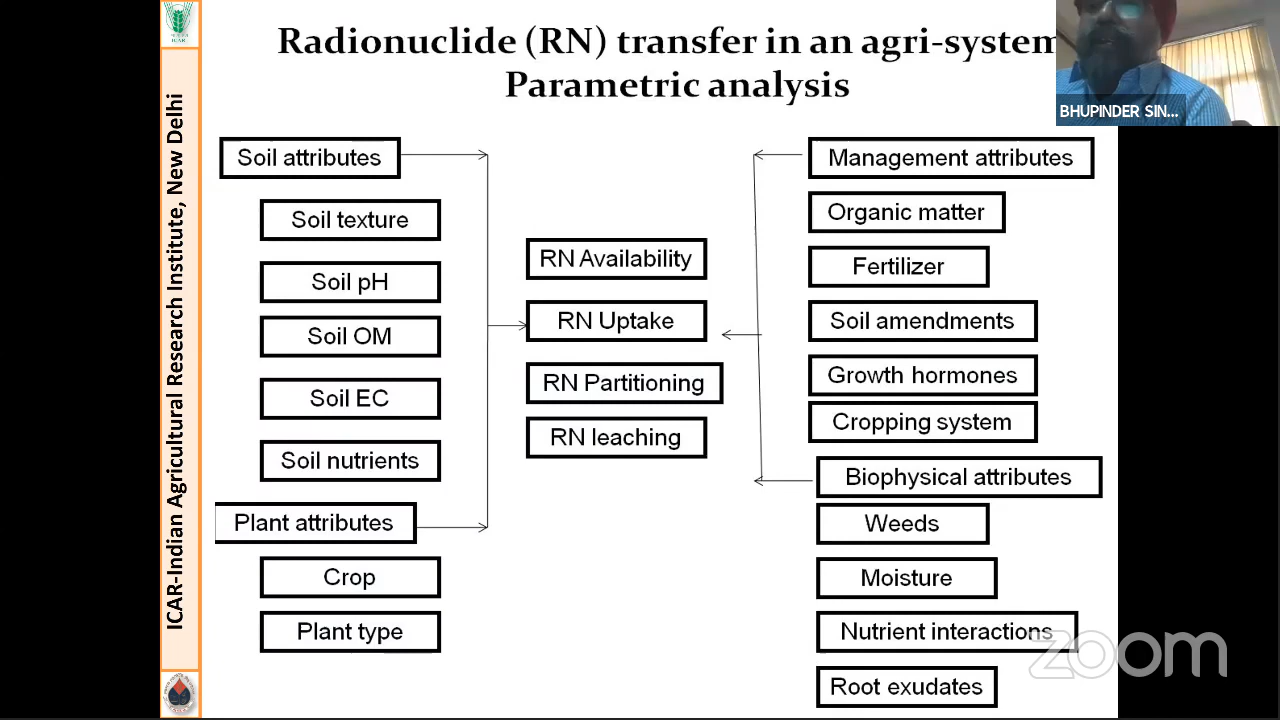 Radionuclide (RN) transfer in an agri-system
Parametric analysis
BHUPINDER SIN...
ICAR-Indian Agricultural Research Institute, New Delhi
Soil attributes
Soil texture
Soil pH
Soil OM
Soil EC
Soil nutrients
Plant attributes
Crop
Plant type
RN Availability
RN Uptake
RN Partitioning
RN leaching
Management attributes
Organic matter
Fertilizer
Soil amendments
Growth hormones
Cropping system
Biophysical attributes
Weeds
Moisture
Nutrient interactions
Root exudates
zoom